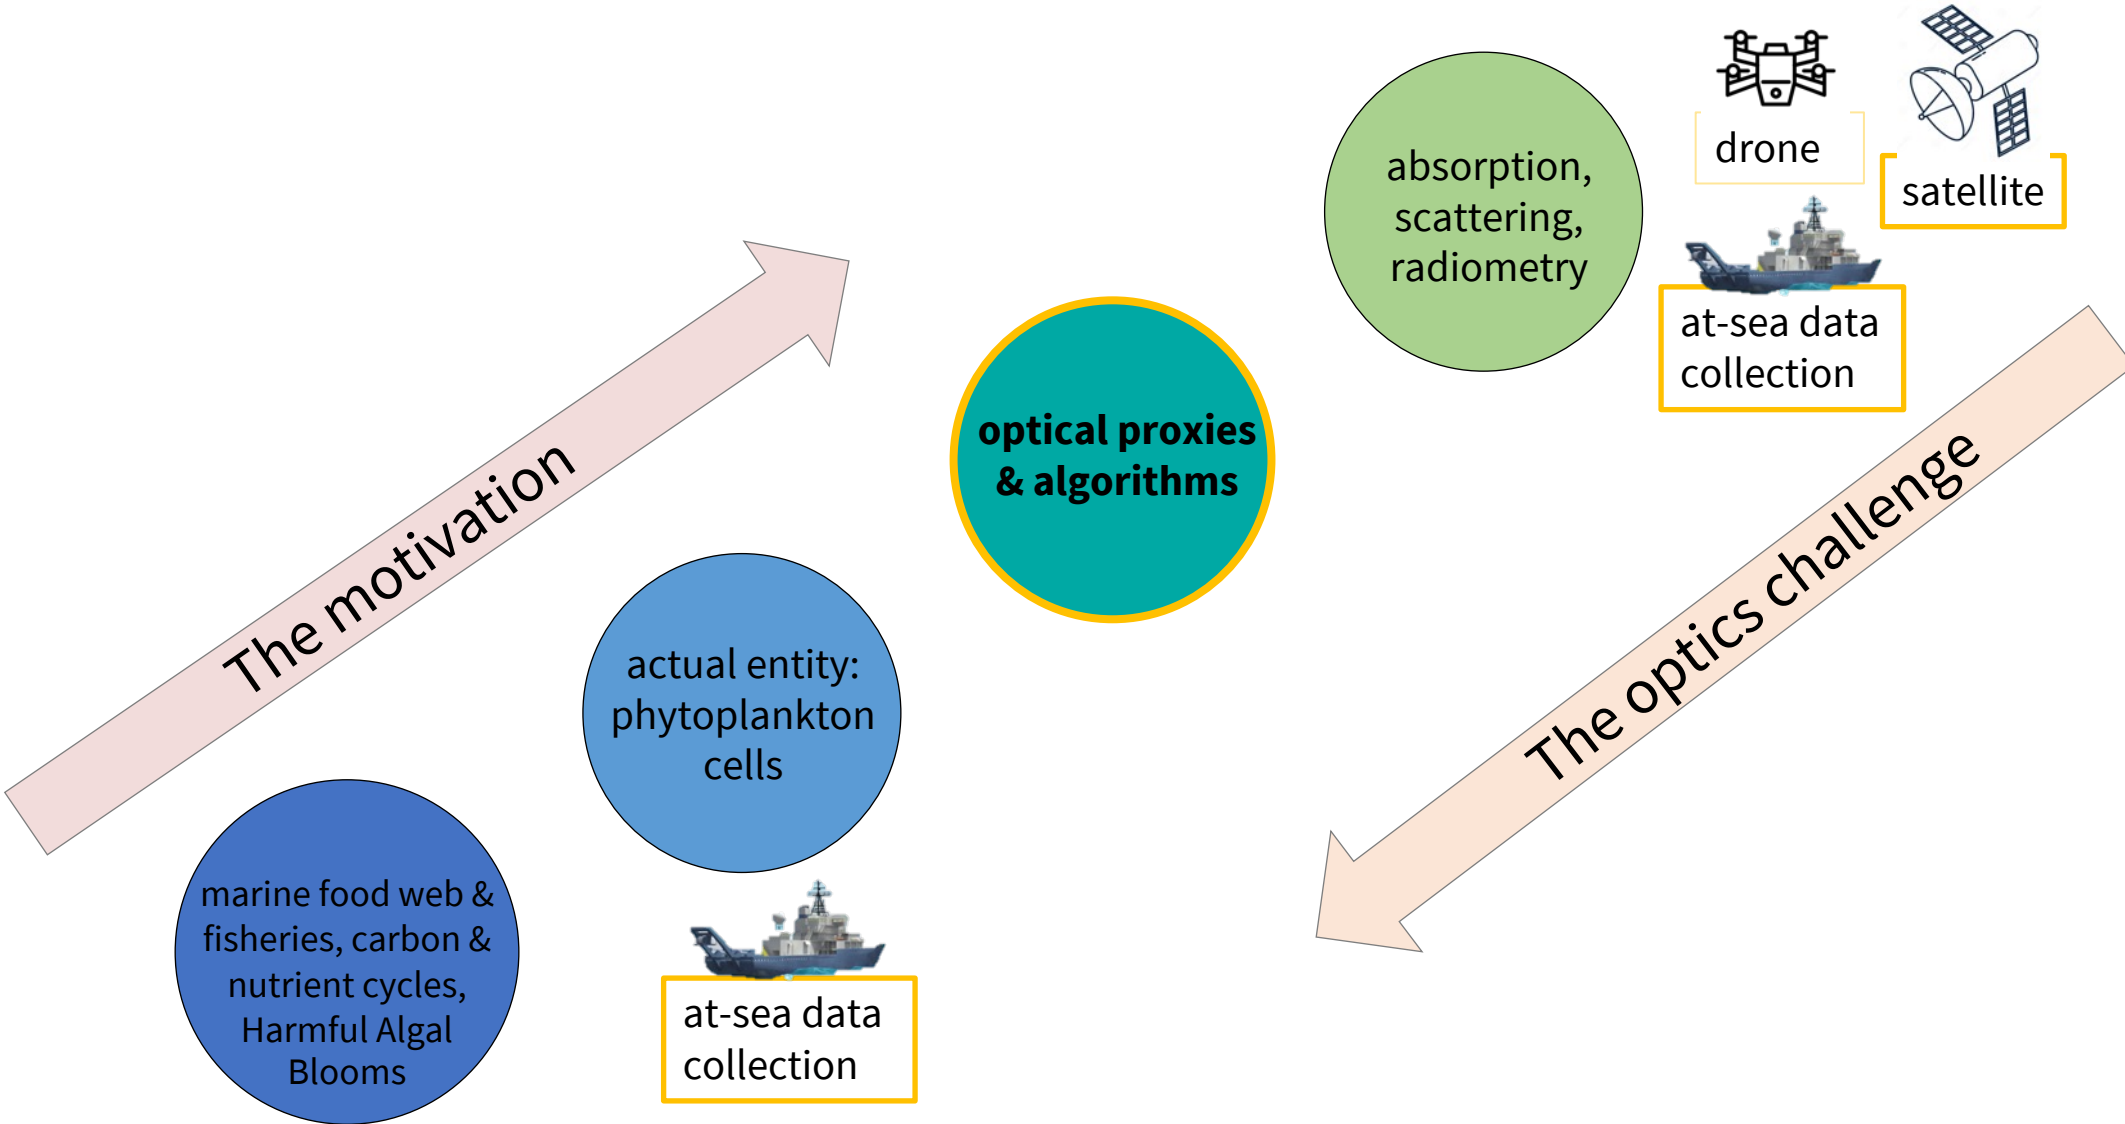 drone
satellite
absorption,
scattering,
radiometry
at-sea data
collection
optical proxies
& algorithms
The motivation
The optics challenge
actual entity:
phytoplankton
cells
marine food web &
fisheries, carbon &
nutrient cycles,
Harmful Algal
Blooms
at-sea data
collection